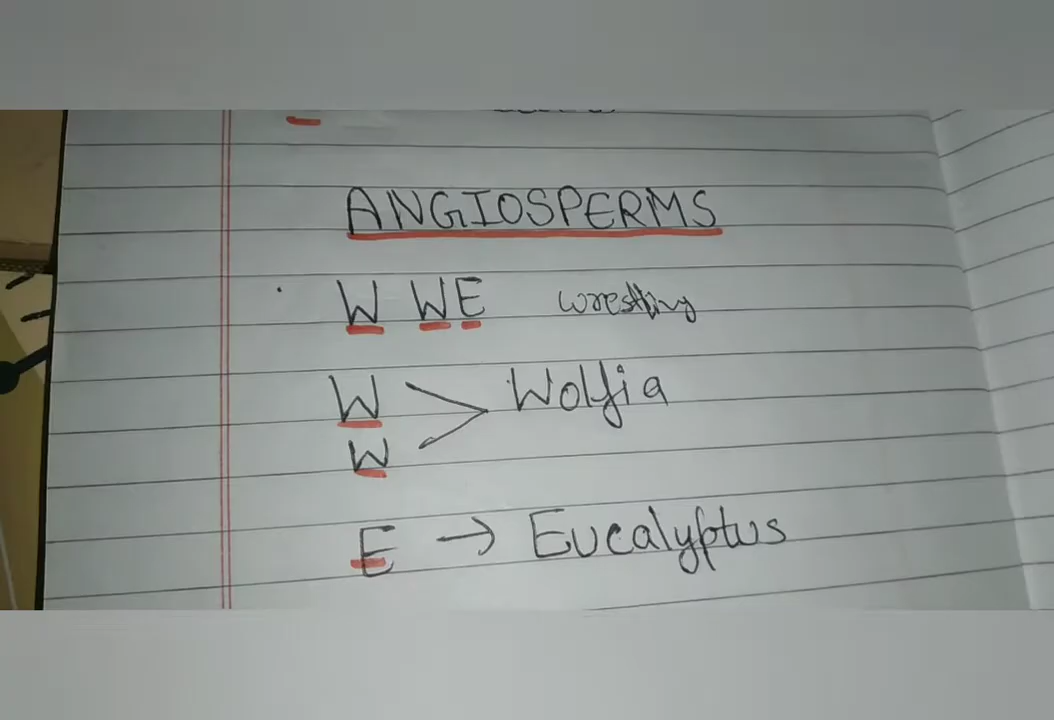 ANGIOSPERMS
W WE wrestling
W > Wolfia
W
E → Eucalyptus